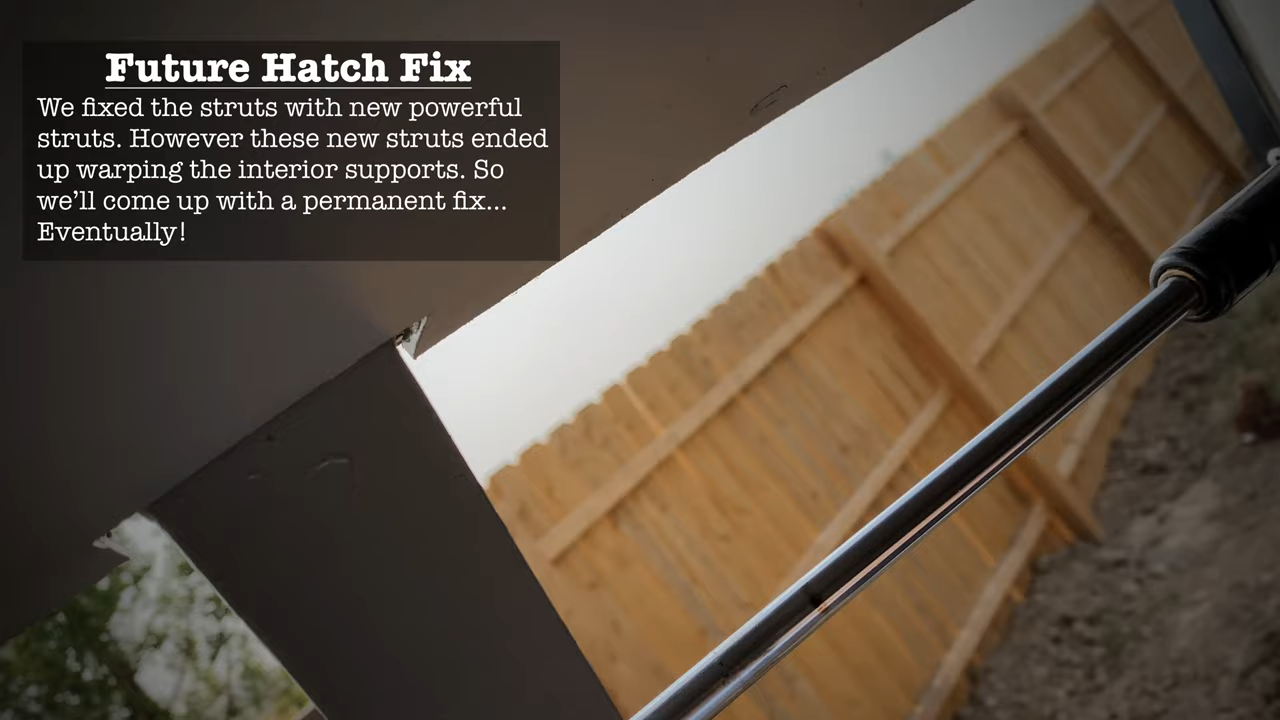 Future Hatch Fix
We fixed the struts with new powerful
struts. However these new struts ended
up warping the interior supports. So
we’ll come up with a permanent fix...
Eventually!